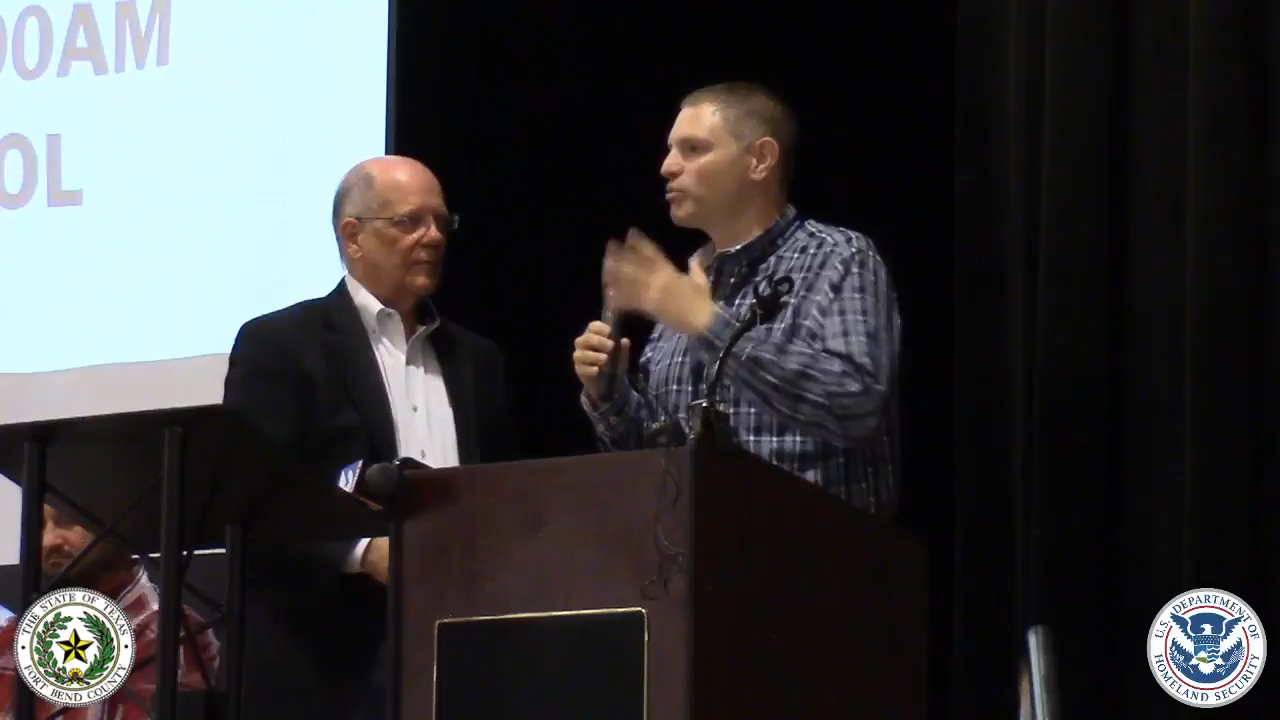 00AM
OL
THE STATE OF TEXAS
FORT BEND COUNTY
U.S. DEPARTMENT OF
HOMELAND SECURITY